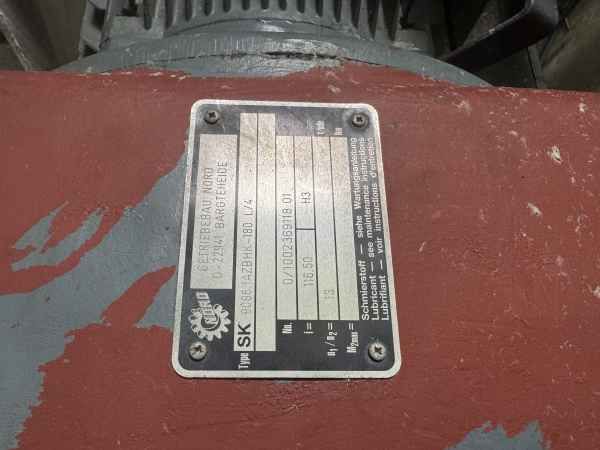 NORD
GETRIEBEBAU NORD
D-22941 BARGTEHEIDE
Type SK 9086.1AZBHK-180 L/4
No. 0/1002369118 01
i = 116.50 H3
n₁/n₂ = 13
M₂max =
Schmierstoff — siehe Wartungsanleitung
Lubricant — see maintenance instructions
Lubrifiant — voir instructions d'entretien